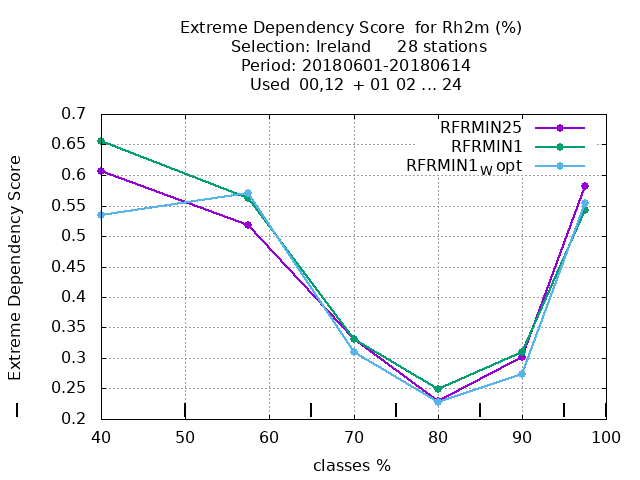 Extreme Dependency Score for Rh2m (%)
Selection: Ireland 28 stations
Period: 20180601-20180614
Used 00,12 + 01 02 ... 24
RFRMIN25
RFRMIN1
RFRMIN1W opt
Extreme Dependency Score
0.7
0.65
0.6
0.55
0.5
0.45
0.4
0.35
0.3
0.25
0.2
40 50 60 70 80 90 100
classes %